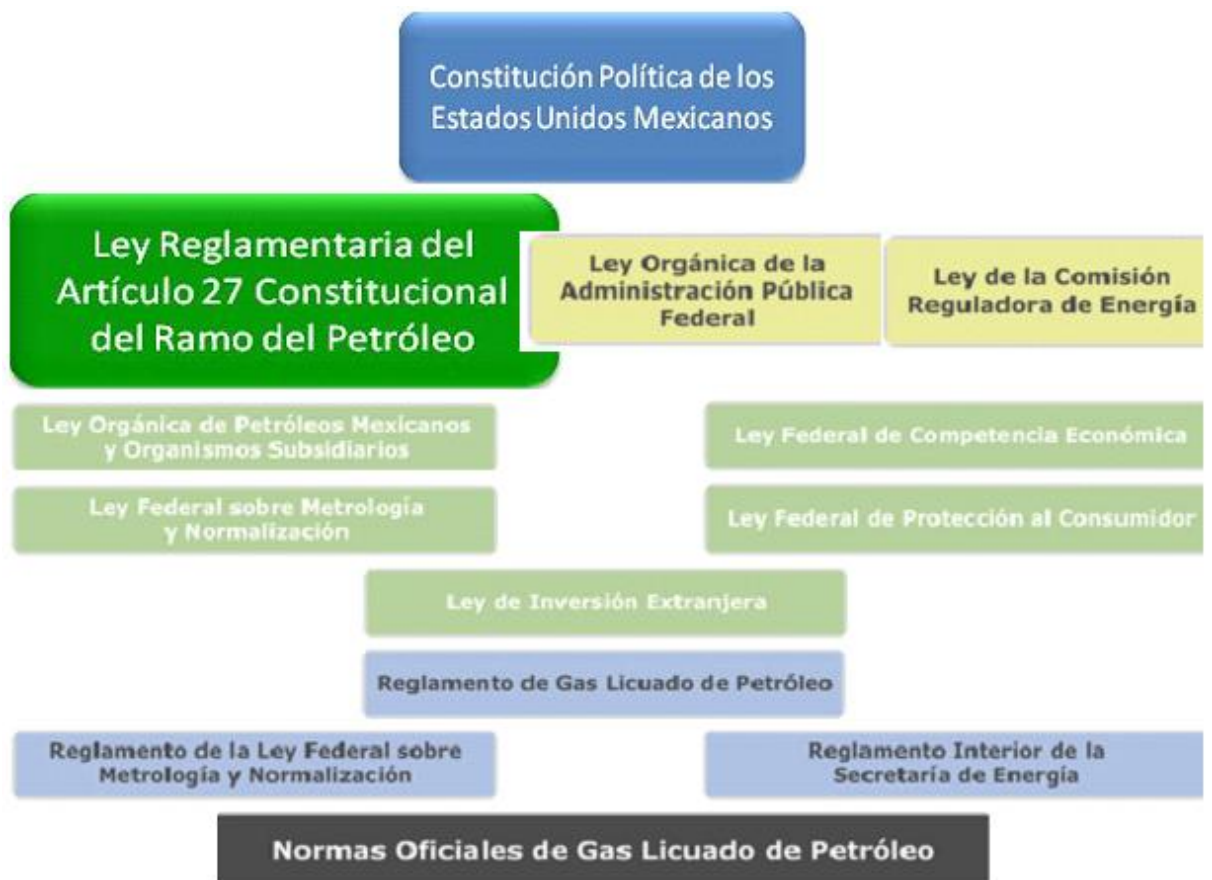 Constitución Política de los
Estados Unidos Mexicanos
Ley Reglamentaria del
Artículo 27 Constitucional
del Ramo del Petróleo
Ley Orgánica de la
Administración Pública
Federal
Ley de la Comisión
Reguladora de Energía
Ley Orgánica de Petróleos Mexicanos
y Organismos Subsidiarios
Ley Federal de Competencia Económica
Ley Federal sobre Metrología
y Normalización
Ley Federal de Protección al Consumidor
Ley de Inversión Extranjera
Reglamento de Gas Licuado de Petróleo
Reglamento de la Ley Federal sobre
Metrología y Normalización
Reglamento Interior de la
Secretaría de Energía
Normas Oficiales de Gas Licuado de Petróleo